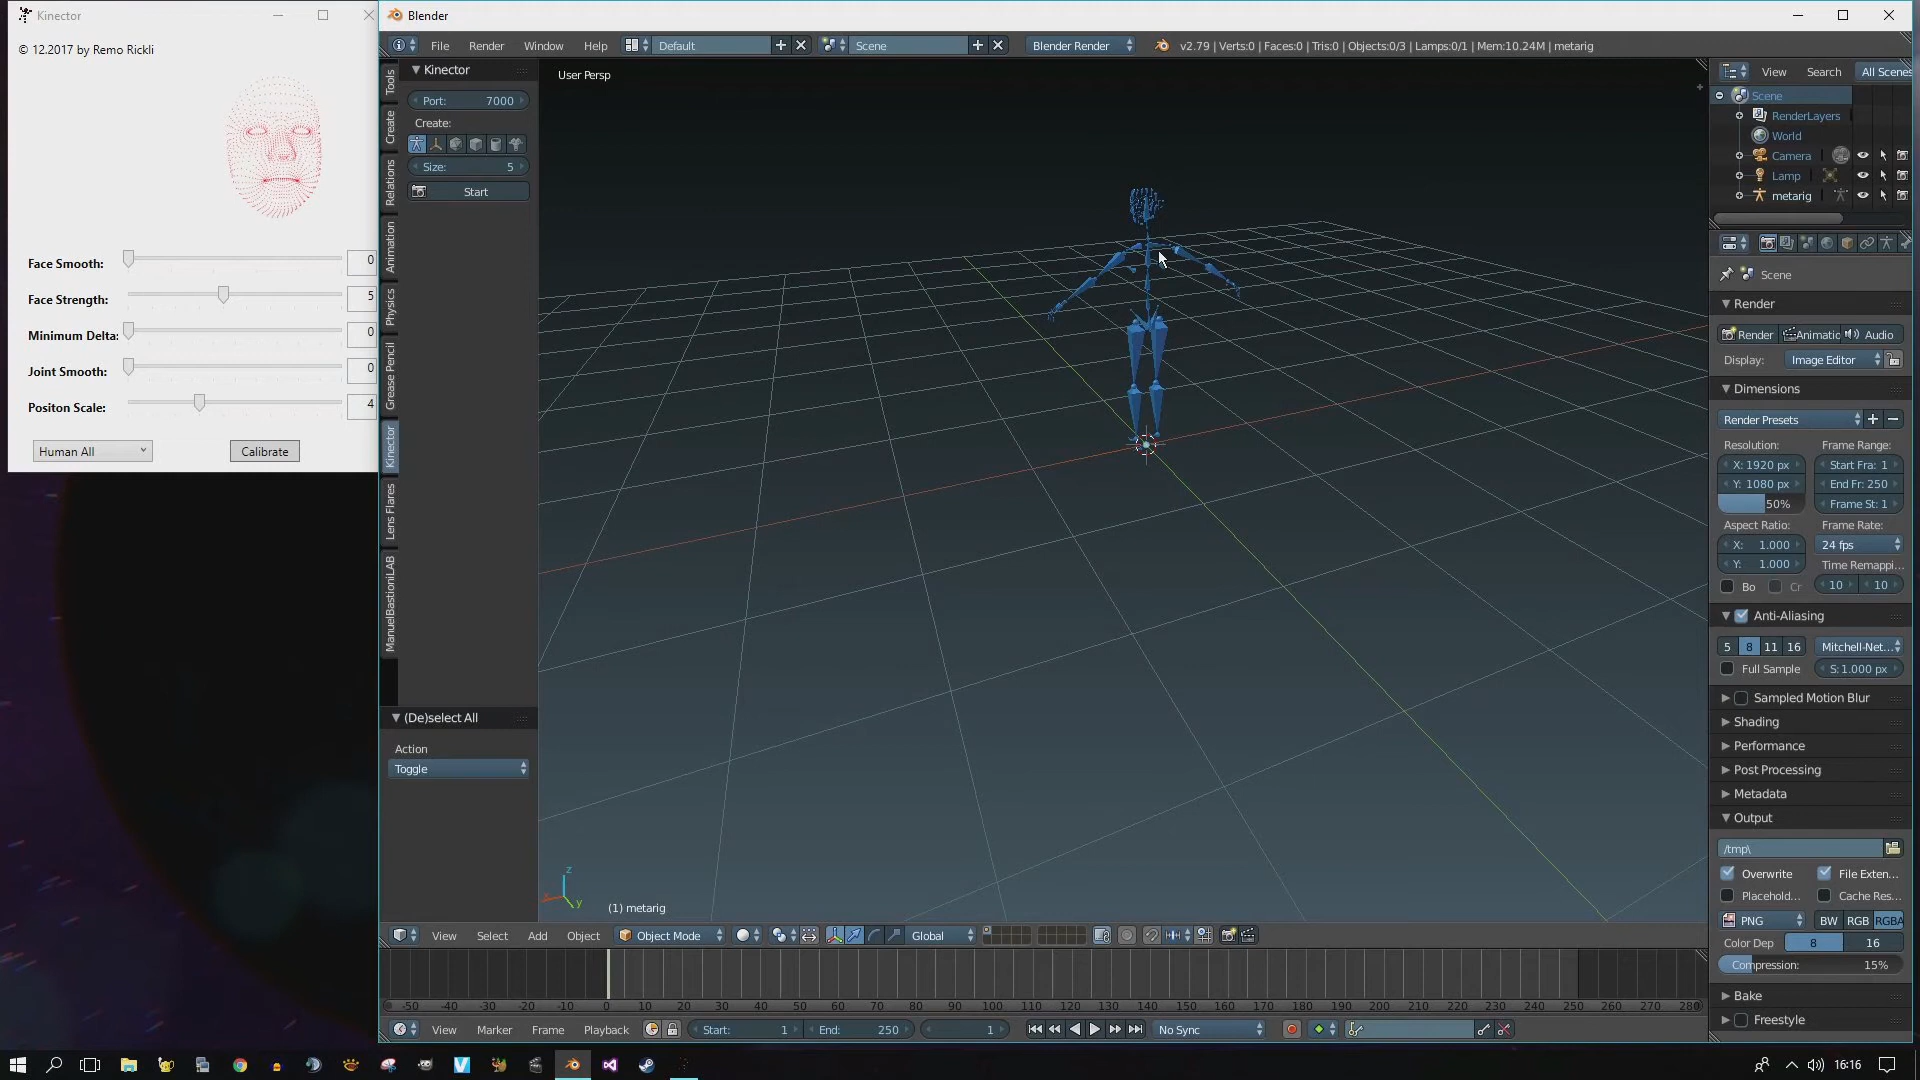 Kinector
© 12.2017 by Remo Rickli
Face Smooth: 0
Face Strength: 5
Minimum Delta: 0
Joint Smooth: 0
Positon Scale: 4
Human All Calibrate
Blender
File Render Window Help Default Scene Blender Render v2.79 | Verts:0 | Faces:0 | Tris:0 | Objects:0/3 | Lamps:0/1 | Mem:10.24M | metarig
Tools
Create
Relations
Animation
Physics
Grease Pencil
Kinector
Lens Flares
ManuelBastioniLAB
Kinector
Port: 7000
Create:
Size: 5
Start
(De)select All
Action
Toggle
User Persp
z
x
y
(1) metarig
View Select Add Object Object Mode Global
-50 -40 -30 -20 -10 0 10 20 30 40 50 60 70 80 90 100 110 120 130 140 150 160 170 180 190 200 210 220 230 240 250 260 270 280
View Marker Frame Playback Start: 1 End: 250 1 No Sync
View Search All Scenes
Scene
RenderLayers
World
Camera
Lamp
metarig
Scene
Render
Render Animatic Audio
Display: Image Editor
Dimensions
Render Presets
Resolution: Frame Range:
X: 1920 px Start Fra: 1
Y: 1080 px End Fr: 250
50% Frame St: 1
Aspect Ratio: Frame Rate:
X: 1.000 24 fps
Y: 1.000 Time Remappi...
Bo Cr 10 10
Anti-Aliasing
5 8 11 16 Mitchell-Net...
Full Sample S: 1.000 px
Sampled Motion Blur
Shading
Performance
Post Processing
Metadata
Output
/tmp\
Overwrite File Exten...
Placehold... Cache Res...
PNG BW RGB RGBA
Color Dep 8 16
Compression: 15%
Bake
Freestyle
16:16